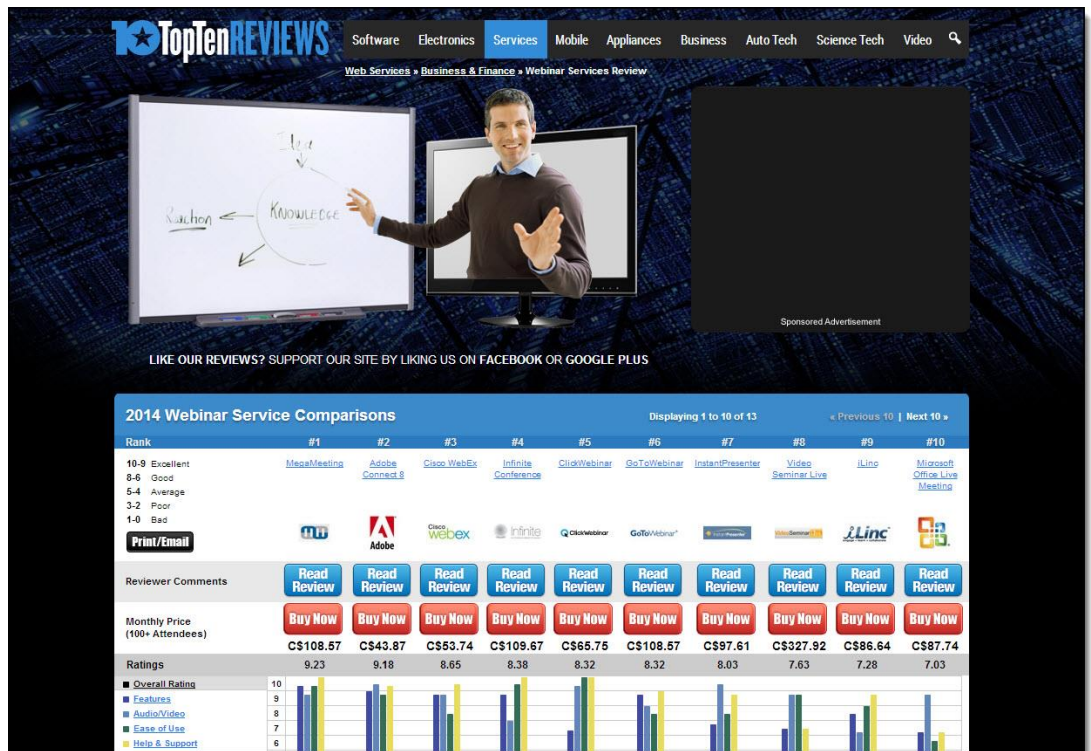 TopTenREVIEWS
Software Electronics Services Mobile Appliances Business Auto Tech Science Tech Video
Web Services » Business & Finance » Webinar Services Review
Idea
Reaction
KNOWLEDGE
Sponsored Advertisement
LIKE OUR REVIEWS? SUPPORT OUR SITE BY LIKING US ON FACEBOOK OR GOOGLE PLUS
2014 Webinar Service Comparisons Displaying 1 to 10 of 13 « Previous 10 | Next 10 »
Rank #1 #2 #3 #4 #5 #6 #7 #8 #9 #10
10-9 Excellent
8-6 Good
5-4 Average
3-2 Poor
1-0 Bad
Print/Email
MegaMeeting
Adobe Connect 8
Cisco WebEx
Infinite Conference
ClickWebinar
GoToWebinar
InstantPresenter
Video Seminar Live
iLinc
Microsoft Office Live Meeting
Adobe
Cisco webex
infinite
ClickWebinar
GoToWebinar
InstantPresenter
iLinc
Reviewer Comments Read Review Read Review Read Review Read Review Read Review Read Review Read Review Read Review Read Review Read Review
Monthly Price (100+ Attendees) Buy Now Buy Now Buy Now Buy Now Buy Now Buy Now Buy Now Buy Now Buy Now Buy Now
C$108.57 C$43.87 C$53.74 C$109.67 C$65.75 C$108.57 C$97.61 C$327.92 C$86.64 C$87.74
Ratings 9.23 9.18 8.65 8.38 8.32 8.32 8.03 7.63 7.28 7.03
Overall Rating 10
Features 9
Audio/Video 8
Ease of Use 7
Help & Support 6